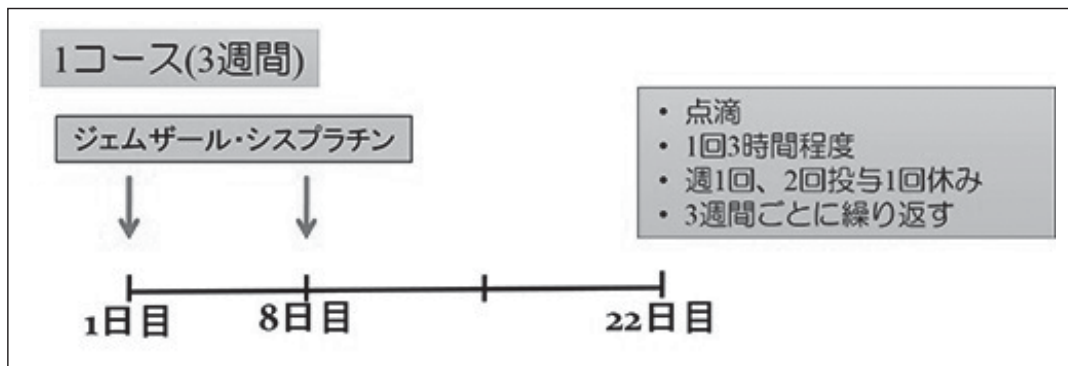 1コース(3週間)
ジェムザール・シスプラチン
・ 点滴
・ 1回3時間程度
・ 週1回、2回投与1回休み
・ 3週間ごとに繰り返す
1日目
8日目
22日目